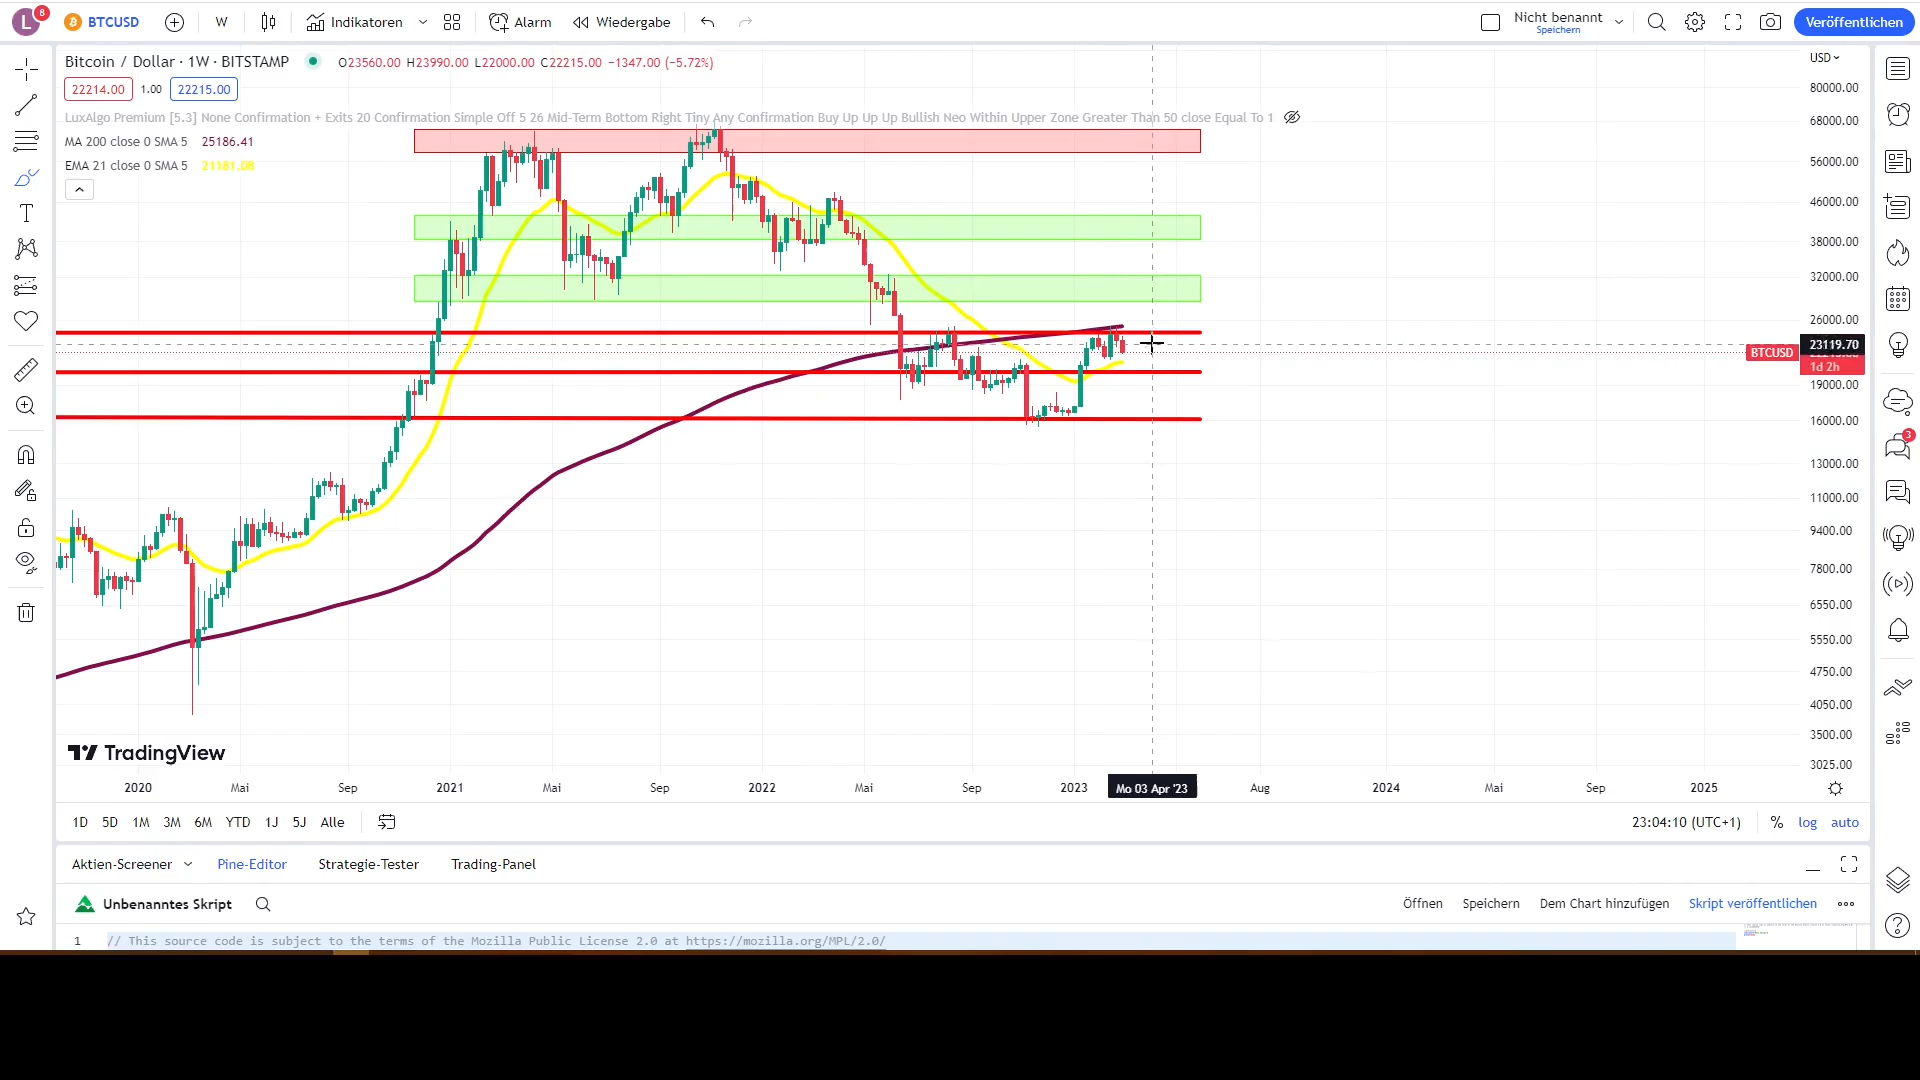 L 8 BTCUSD W Indikatoren Alarm Wiedergabe Nicht benannt Speichern Veröffentlichen
Bitcoin / Dollar · 1W · BITSTAMP O23560.00 H23990.00 L22000.00 C22215.00 −1347.00 (−5.72%)
USD
22214.00 1.00 22215.00
80000.00
LuxAlgo Premium [5.3] None Confirmation + Exits 20 Confirmation Simple Off 5 26 Mid-Term Bottom Right Tiny Any Confirmation Buy Up Up Up Bullish Neo Within Upper Zone Greater Than 50 close Equal To 1
68000.00
MA 200 close 0 SMA 5 25186.41
EMA 21 close 0 SMA 5 21181.08
56000.00
46000.00
38000.00
32000.00
26000.00
23119.70
BTCUSD
1d 2h
19000.00
16000.00
13000.00
11000.00
9400.00
7800.00
6550.00
5550.00
4750.00
4050.00
3500.00
3025.00
3
TradingView
2020 Mai Sep 2021 Mai Sep 2022 Mai Sep 2023 Mo 03 Apr '23 Aug 2024 Mai Sep 2025
1D 5D 1M 3M 6M YTD 1J 5J Alle 23:04:10 (UTC+1) % log auto
Aktien-Screener Pine-Editor Strategie-Tester Trading-Panel
Unbenanntes Skript Öffnen Speichern Dem Chart hinzufügen Skript veröffentlichen
1 // This source code is subject to the terms of the Mozilla Public License 2.0 at https://mozilla.org/MPL/2.0/